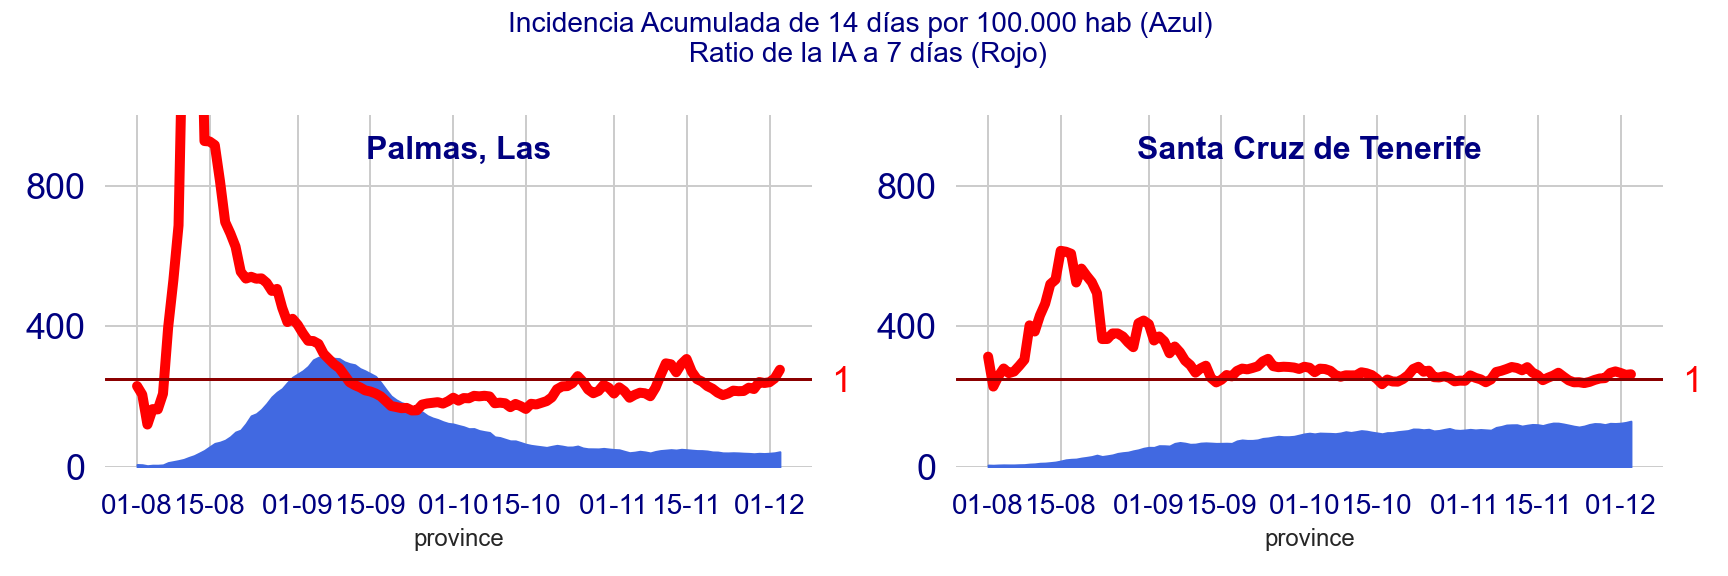 Incidencia Acumulada de 14 días por 100.000 hab (Azul)
Ratio de la IA a 7 días (Rojo)
Palmas, Las
800
400
0
1
01-08 15-08 01-09 15-09 01-10 15-10 01-11 15-11 01-12
province
Santa Cruz de Tenerife
800
400
0
1
01-08 15-08 01-09 15-09 01-10 15-10 01-11 15-11 01-12
province